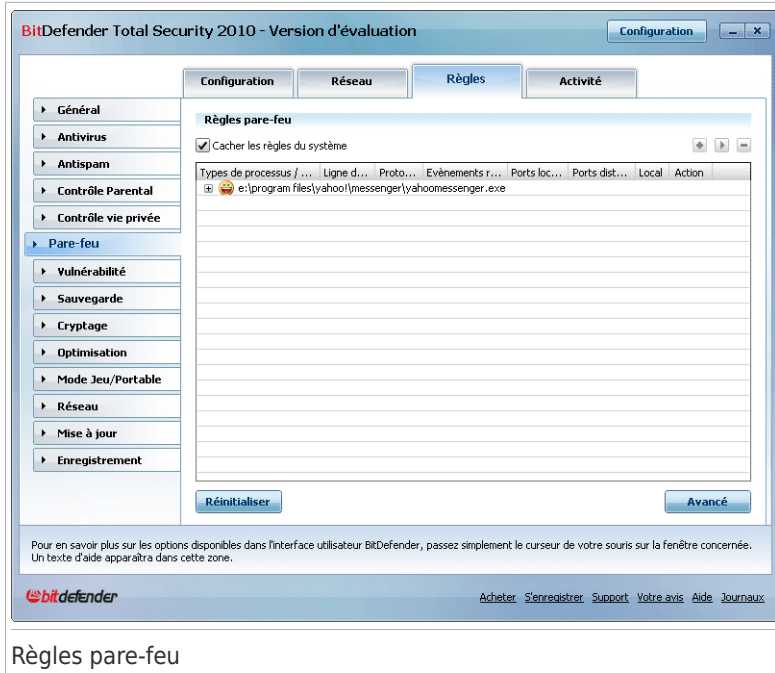 BitDefender Total Security 2010 - Version d'évaluation
Configuration
Configuration
Réseau
Règles
Activité
Général
Antivirus
Antispam
Contrôle Parental
Contrôle vie privée
Pare-feu
Vulnérabilité
Sauvegarde
Cryptage
Optimisation
Mode Jeu/Portable
Réseau
Mise à jour
Enregistrement
Règles pare-feu
Cacher les règles du système
Types de processus / ... Ligne d... Proto... Evènements r... Ports loc... Ports dist... Local Action
e:\program files\yahoo!\messenger\yahoomessenger.exe
Réinitialiser
Avancé
Pour en savoir plus sur les options disponibles dans l'interface utilisateur BitDefender, passez simplement le curseur de votre souris sur la fenêtre concernée.
Un texte d'aide apparaîtra dans cette zone.
bitdefender
Acheter S'enregistrer Support Votre avis Aide Journaux
Règles pare-feu